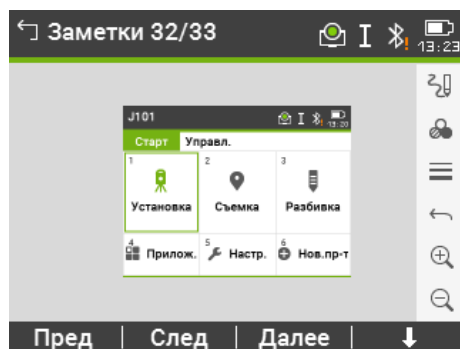 Заметки 32/33
13:23
J101
13:20
Старт Управл.
1 2 3
Установка Съемка Разбивка
4 Прилож. 5 Настр. 6 Нов.пр-т
Пред След Далее